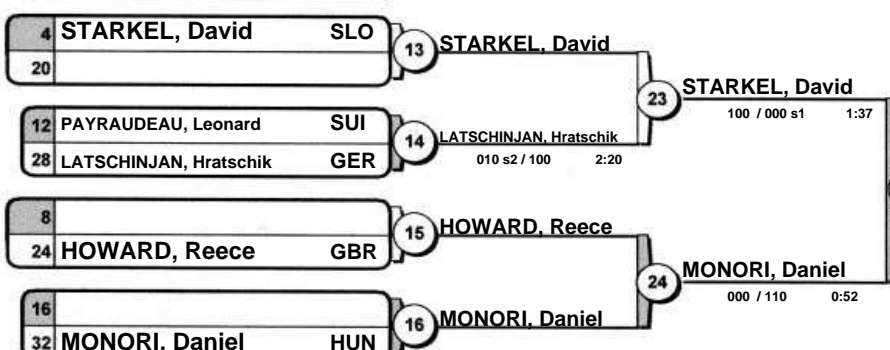 4 STARKEL, David SLO
20
13
STARKEL, David
12 PAYRAUDEAU, Leonard SUI
28 LATSCHINJAN, Hratschik GER
14
LATSCHINJAN, Hratschik
010 s2 / 100 2:20
23
STARKEL, David
100 / 000 s1 1:37
8
24 HOWARD, Reece GBR
15
HOWARD, Reece
16
32 MONORI, Daniel HUN
16
MONORI, Daniel
24
MONORI, Daniel
000 / 110 0:52